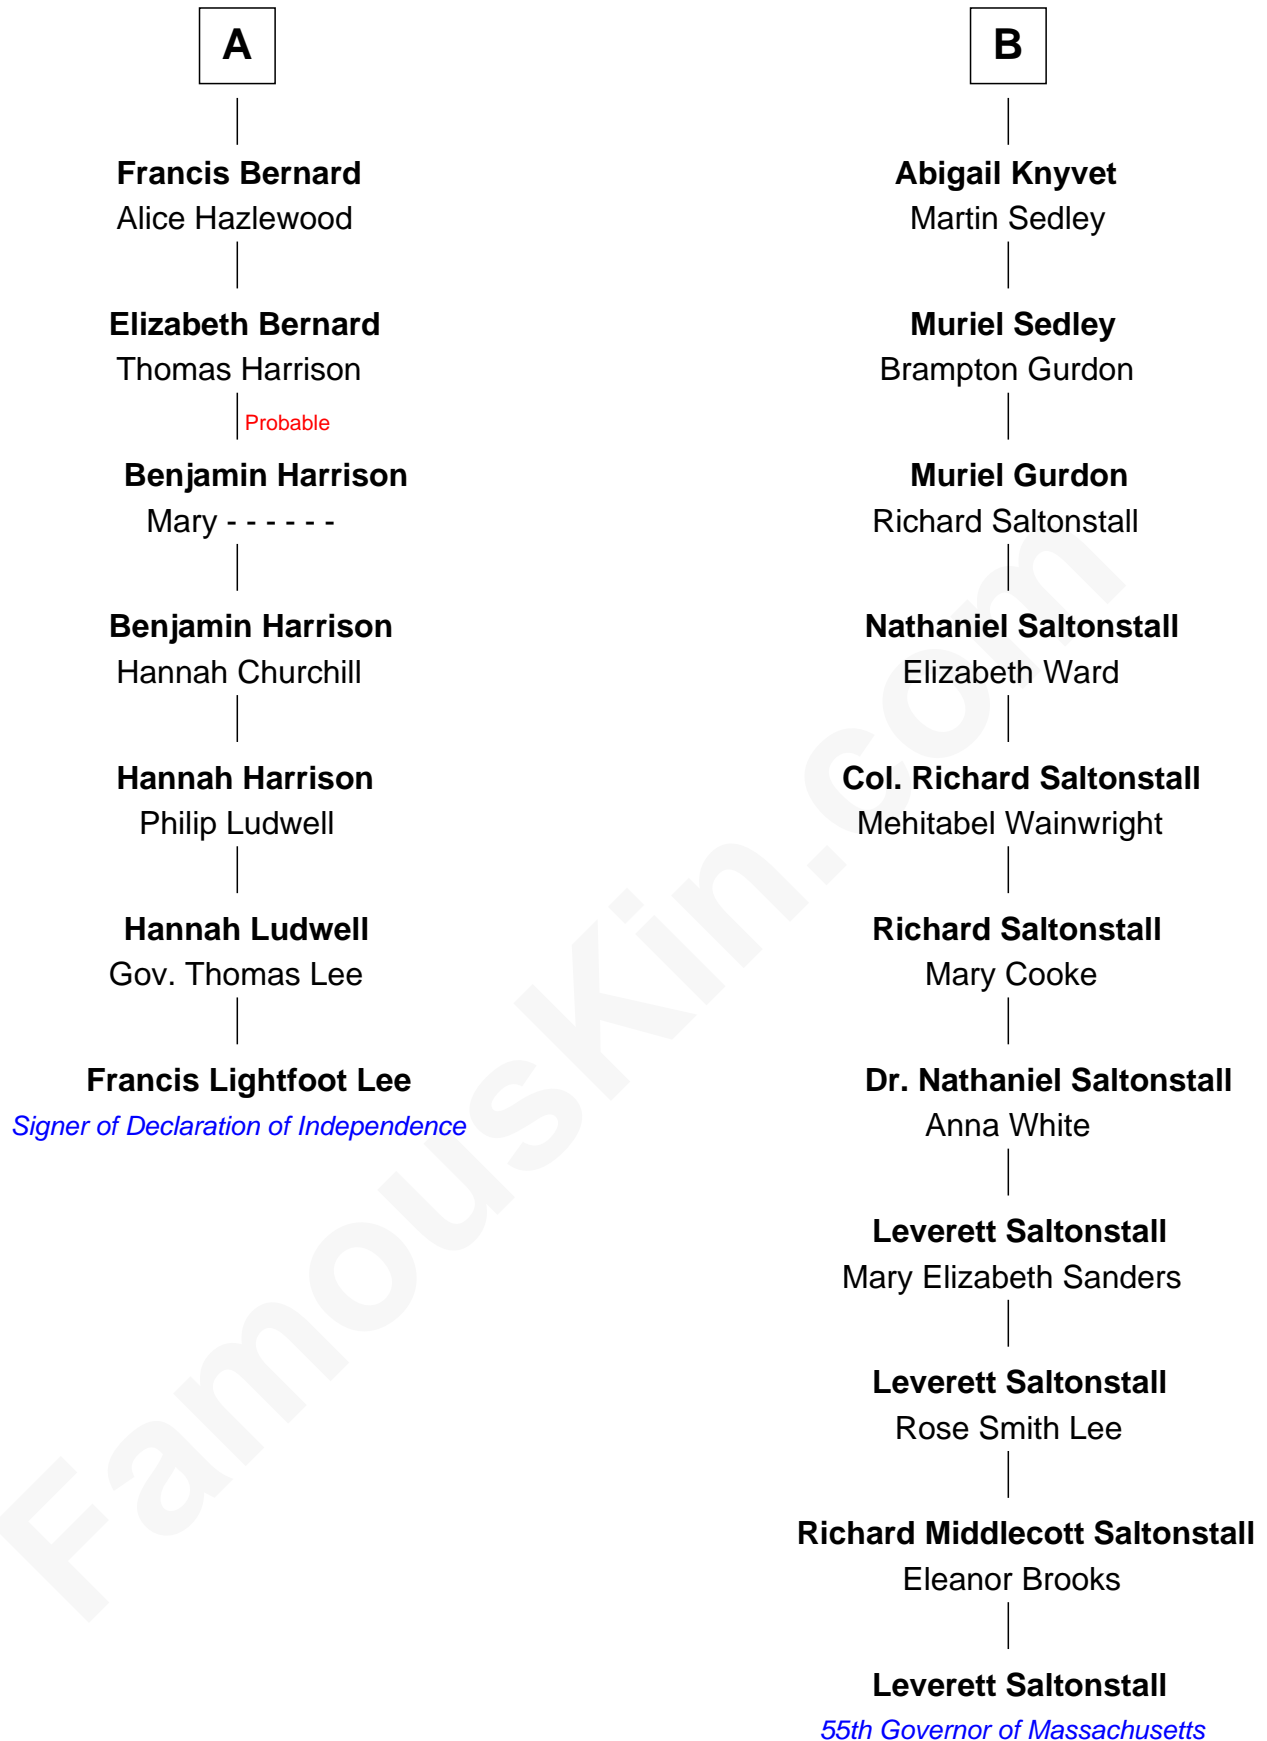 A
Francis Bernard
Alice Hazlewood
Elizabeth Bernard
Thomas Harrison
Probable
Benjamin Harrison
Mary - - - - - -
Benjamin Harrison
Hannah Churchill
Hannah Harrison
Philip Ludwell
Hannah Ludwell
Gov. Thomas Lee
Francis Lightfoot Lee
Signer of Declaration of Independence
B
Abigail Knyvet
Martin Sedley
Muriel Sedley
Brampton Gurdon
Muriel Gurdon
Richard Saltonstall
Nathaniel Saltonstall
Elizabeth Ward
Col. Richard Saltonstall
Mehitabel Wainwright
Richard Saltonstall
Mary Cooke
Dr. Nathaniel Saltonstall
Anna White
Leverett Saltonstall
Mary Elizabeth Sanders
Leverett Saltonstall
Rose Smith Lee
Richard Middlecott Saltonstall
Eleanor Brooks
Leverett Saltonstall
55th Governor of Massachusetts
FamousKin.com